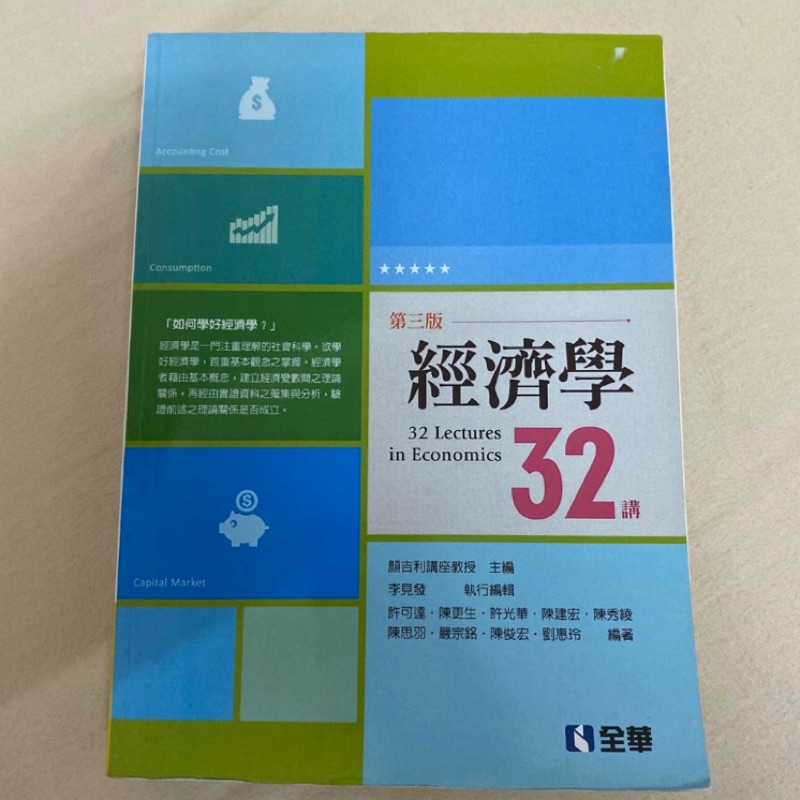 Accounting Cost
Consumption
「如何學好經濟學？」
經濟學是一門注重理解的社會科學。欲學
好經濟學，首重基本觀念之掌握，經濟學
者藉由基本概念，建立經濟變數間之理論
關係，再經由實證資料之蒐集與分析，驗
證前述之理論關係是否成立。
Capital Market
第三版
經濟學
32 Lectures
in Economics
32講
顏吉利講座教授 主編
李見發 執行編輯
許可達・陳更生・許光華・陳建宏・陳秀綾
陳思羽・嚴宗銘・陳俊宏・劉惠玲 編著
全華